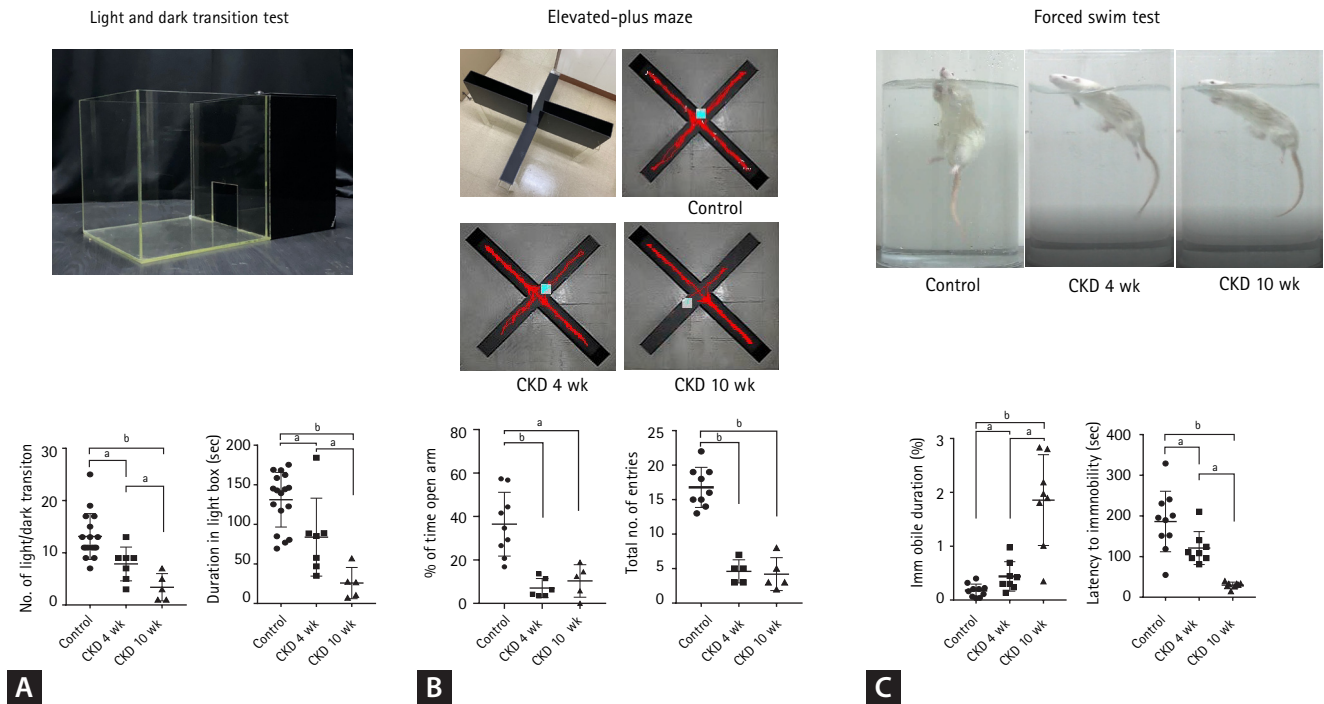 Light and dark transition test
Elevated-plus maze
Forced swim test
Control
CKD 4 wk
CKD 10 wk
Control
CKD 4 wk
CKD 10 wk
No. of light/dark transiton
30
20
10
0
b
a
a
Control
CKD 4 wk
CKD 10 wk
Duration in light box (sec)
200
150
100
50
0
b
a
a
Control
CKD 4 wk
CKD 10 wk
% of time open arm
80
60
40
20
0
a
b
Control
CKD 4 wk
CKD 10 wk
Total no. of entries
25
20
15
10
5
0
b
b
Control
CKD 4 wk
CKD 10 wk
Imm obile duration (%)
3
2
1
0
b
a
a
Control
CKD 4 wk
CKD 10 wk
Latency to immnobility (sec)
400
300
200
100
0
b
a
a
Control
CKD 4 wk
CKD 10 wk
A
B
C